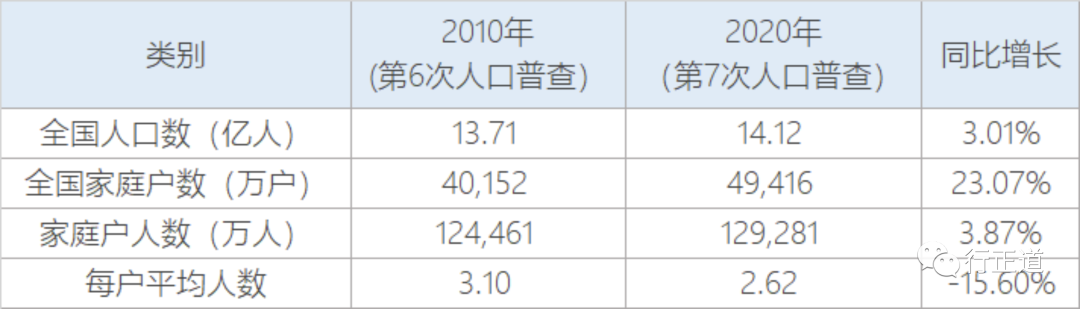 类别 2010年 2020年 同比增长
(第6次人口普查) (第7次人口普查)
全国人口数（亿人） 13.71 14.12 3.01%
全国家庭户数（万户） 40,152 49,416 23.07%
家庭户人数（万人） 124,461 129,281 3.87%
每户平均人数 3.10 2.62 -15.60%
行正道